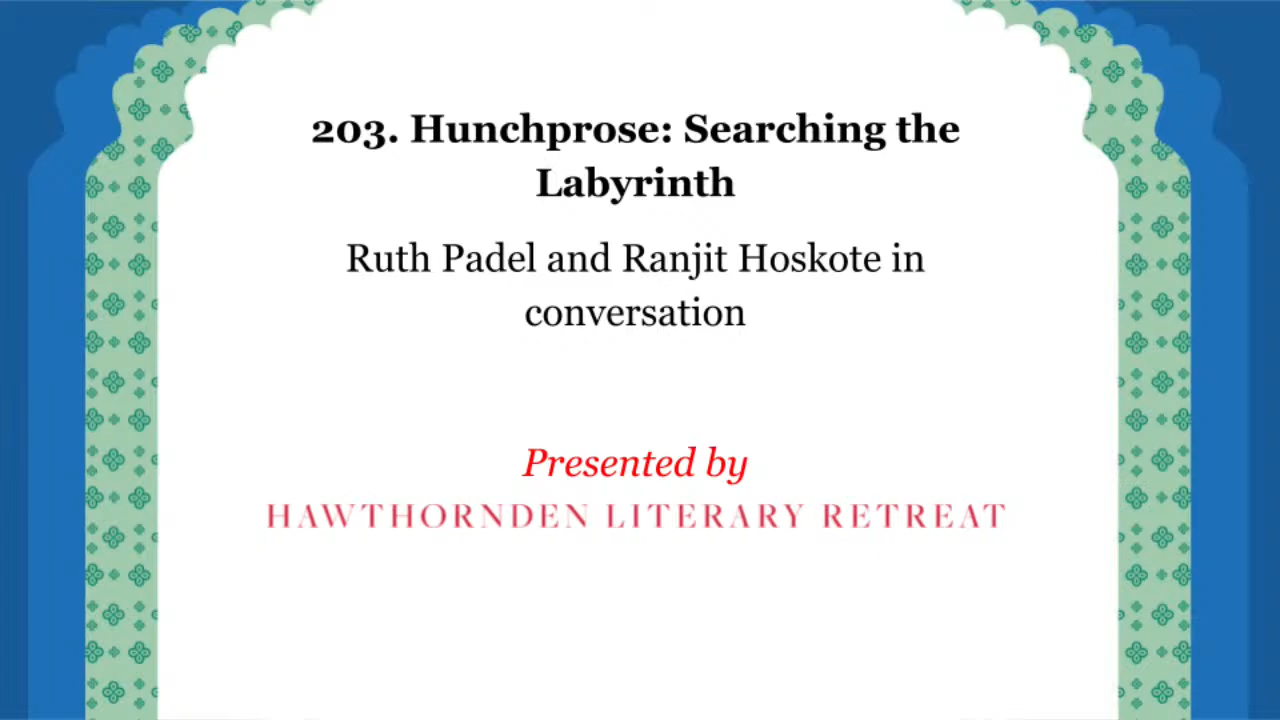 203. Hunchprose: Searching the
Labyrinth
Ruth Padel and Ranjit Hoskote in
conversation
Presented by
HAWTHORNDEN LITERARY RETREAT